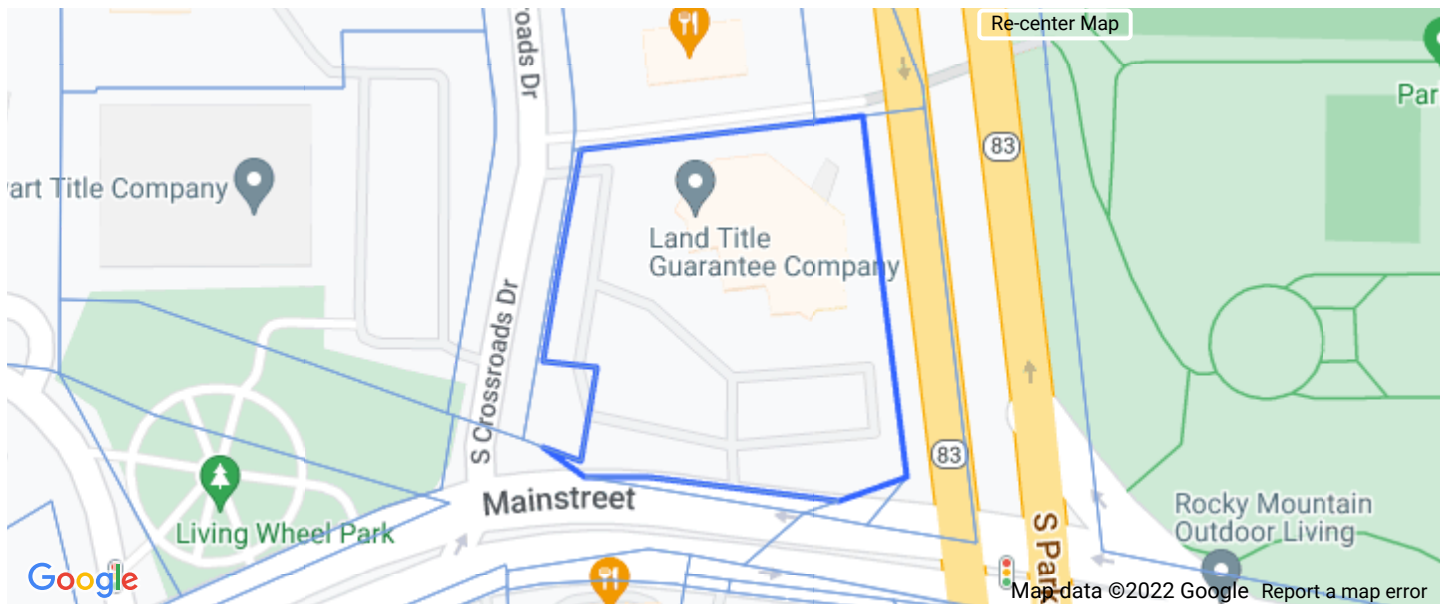 Re-center Map
roads Dr
Par
83
art Title Company
Land Title
Guarantee Company
S Crossroads Dr
83
Mainstreet
Rocky Mountain
Outdoor Living
Living Wheel Park
S Park
Google
Map data ©2022 Google
Report a map error